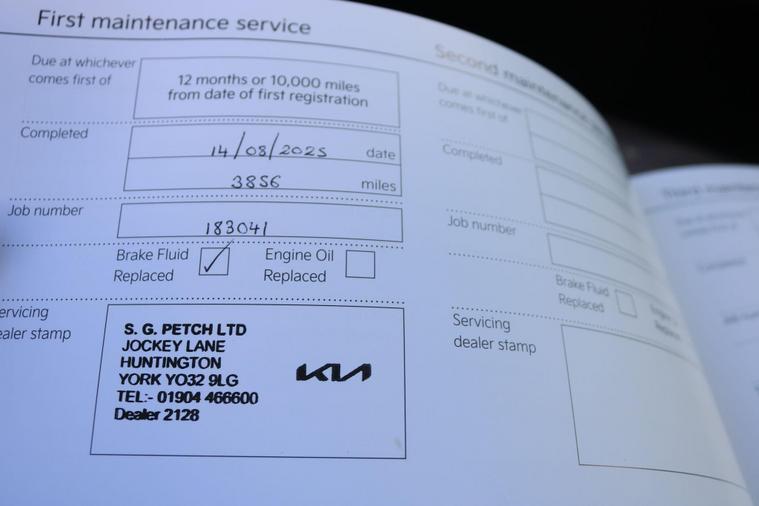 First maintenance service
Due at whichever
comes first of
12 months or 10,000 miles
from date of first registration
Completed
14/08/2025 date
3856 miles
Job number
183041
Brake Fluid
Replaced
Engine Oil
Replaced
ervicing
ealer stamp
S. G. PETCH LTD
JOCKEY LANE
HUNTINGTON
YORK YO32 9LG
TEL:- 01904 466600
Dealer 2128
KIA
Second maintenance
Due at whichever
comes first of
Completed
Job number
Brake Fluid
Replaced
Servicing
dealer stamp